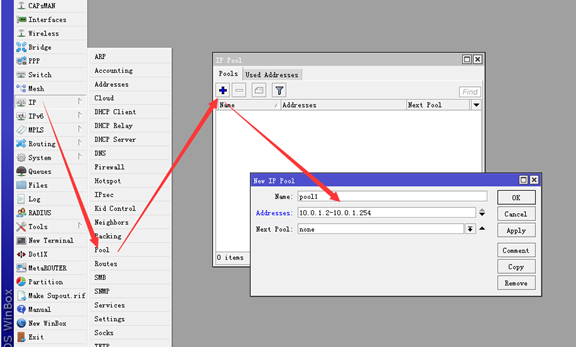 CAPsMAN
Interfaces
Wireless
Bridge
PPP
Switch
Mesh
IP
IPv6
MPLS
Routing
System
Queues
Files
Log
RADIUS
Tools
New Terminal
Dot1X
MetaROUTER
Partition
Make Supout.rif
Manual
New WinBox
Exit
OS WinBox
ARP
Accounting
Addresses
Cloud
DHCP Client
DHCP Relay
DHCP Server
DNS
Firewall
Hotspot
IPsec
Kid Control
Neighbors
Packing
Pool
Routes
SMB
SNMP
Services
Settings
Socks
TFTP
IP Pool
Pools Used Addresses
Find
Name Addresses Next Pool
0 items
New IP Pool
Name: pool1
Addresses: 10.0.1.2-10.0.1.254
Next Pool: none
OK
Cancel
Apply
Comment
Copy
Remove